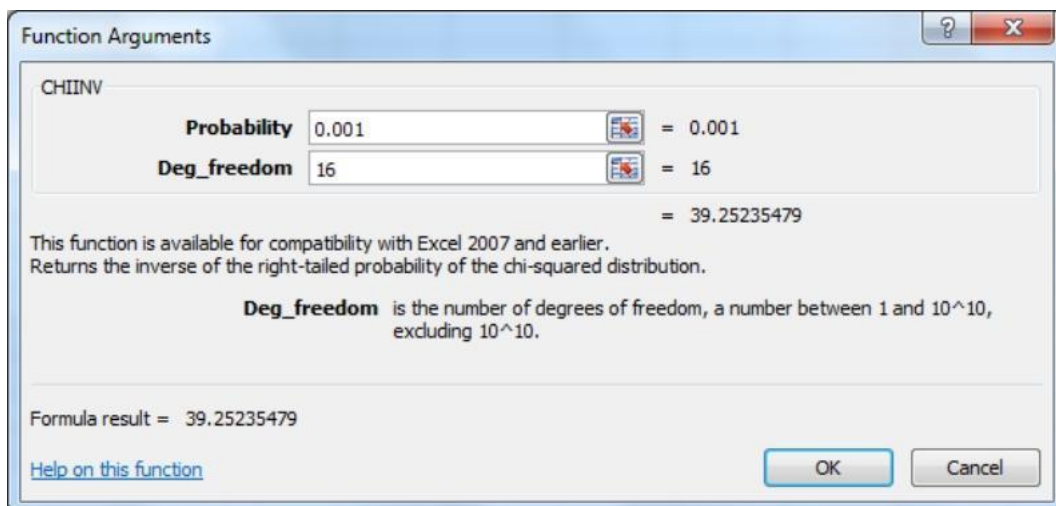 Function Arguments
CHIINV
Probability 0.001 = 0.001
Deg_freedom 16 = 16
= 39.25235479
This function is available for compatibility with Excel 2007 and earlier.
Returns the inverse of the right-tailed probability of the chi-squared distribution.
Deg_freedom is the number of degrees of freedom, a number between 1 and 10^10,
excluding 10^10.
Formula result = 39.25235479
Help on this function
OK Cancel